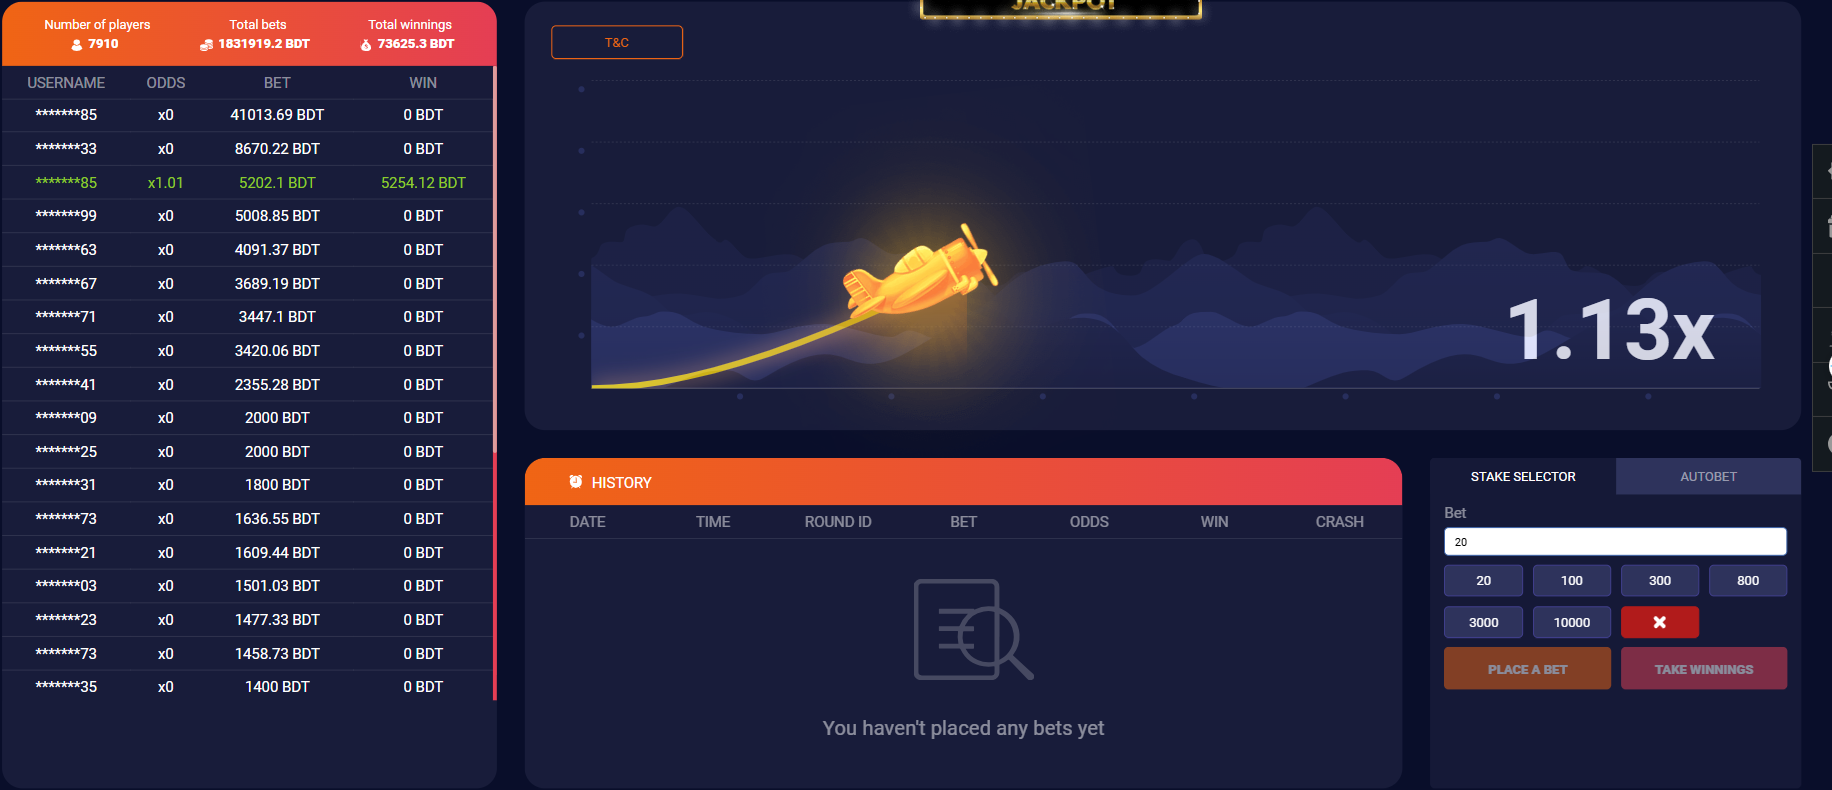 Number of players Total bets Total winnings
7910 1831919.2 BDT 73625.3 BDT
USERNAME ODDS BET WIN
*******85 x0 41013.69 BDT 0 BDT
*******33 x0 8670.22 BDT 0 BDT
*******85 x1.01 5202.1 BDT 5254.12 BDT
*******99 x0 5008.85 BDT 0 BDT
*******63 x0 4091.37 BDT 0 BDT
*******67 x0 3689.19 BDT 0 BDT
*******71 x0 3447.1 BDT 0 BDT
*******55 x0 3420.06 BDT 0 BDT
*******41 x0 2355.28 BDT 0 BDT
*******09 x0 2000 BDT 0 BDT
*******25 x0 2000 BDT 0 BDT
*******31 x0 1800 BDT 0 BDT
*******73 x0 1636.55 BDT 0 BDT
*******21 x0 1609.44 BDT 0 BDT
*******03 x0 1501.03 BDT 0 BDT
*******23 x0 1477.33 BDT 0 BDT
*******73 x0 1458.73 BDT 0 BDT
*******35 x0 1400 BDT 0 BDT
JACKPOT
T&C
1.13x
HISTORY
DATE TIME ROUND ID BET ODDS WIN CRASH
You haven't placed any bets yet
STAKE SELECTOR AUTOBET
Bet
20
20 100 300 800
3000 10000
PLACE A BET TAKE WINNINGS